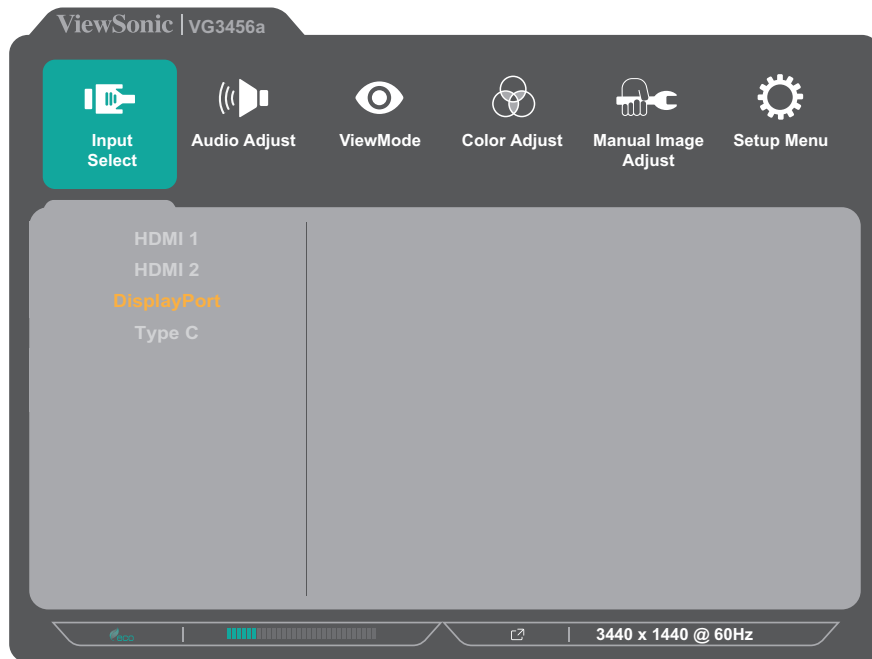 ViewSonic | VG3456a
Input Select
Audio Adjust
ViewMode
Color Adjust
Manual Image Adjust
Setup Menu
HDMI 1
HDMI 2
DisplayPort
Type C
eco
3440 x 1440 @ 60Hz